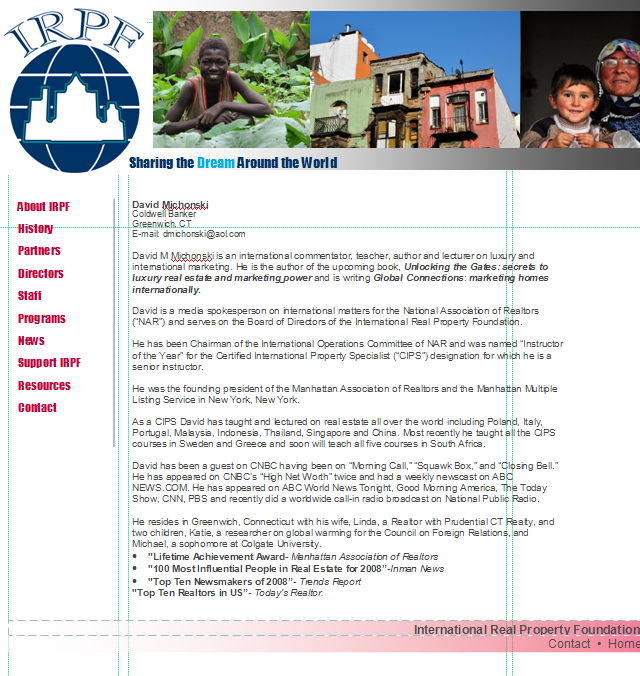 IRPF
Sharing the Dream Around the World
About IRPF
History
Partners
Directors
Staff
Programs
News
Support IRPF
Resources
Contact
David Michonski
Coldwell Banker
Greenwich, CT
E-mail: dmichonski@aol.com
David M Michonski is an international commentator, teacher, author and lecturer on luxury and
international marketing. He is the author of the upcoming book, Unlocking the Gates: secrets to
luxury real estate and marketing power and is writing Global Connections: marketing homes
internationally.
David is a media spokesperson on international matters for the National Association of Realtors
("NAR") and serves on the Board of Directors of the International Real Property Foundation.
He has been Chairman of the International Operations Committee of NAR and was named "Instructor
of the Year" for the Certified International Property Specialist ("CIPS") designation for which he is a
senior instructor.
He was the founding president of the Manhattan Association of Realtors and the Manhattan Multiple
Listing Service in New York, New York.
As a CIPS David has taught and lectured on real estate all over the world including Poland, Italy,
Portugal, Malaysia, Indonesia, Thailand, Singapore and China. Most recently he taught all the CIPS
courses in Sweden and Greece and soon will teach all five courses in South Africa.
David has been a guest on CNBC having been on "Morning Call," "Squawk Box," and "Closing Bell."
He has appeared on CNBC's "High Net Worth" twice and had a weekly newscast on ABC
NEWS.COM. He has appeared on ABC World News Tonight, Good Morning America, The Today
Show, CNN, PBS and recently did a worldwide call-in radio broadcast on National Public Radio.
He resides in Greenwich, Connecticut with his wife, Linda, a Realtor with Prudential CT Realty, and
two children, Katie, a researcher on global warming for the Council on Foreign Relations, and
Michael, a sophomore at Colgate University.
• "Lifetime Achievement Award- Manhattan Association of Realtors
• "100 Most Influential People in Real Estate for 2008"-Inman News
• "Top Ten Newsmakers of 2008"- Trends Report
"Top Ten Realtors in US"- Today's Realtor.
International Real Property Foundation
Contact • Home